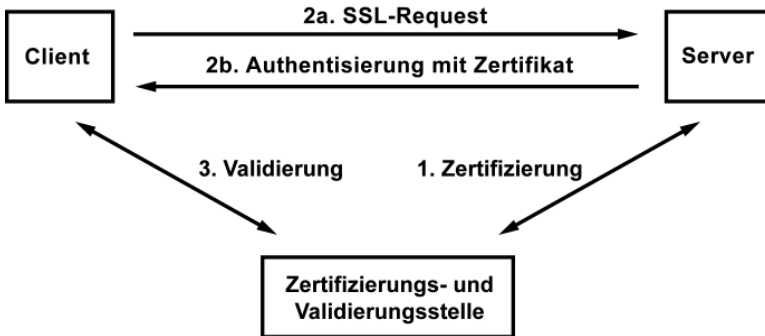 2a. SSL-Request
Client
Server
2b. Authentisierung mit Zertifikat
3. Validierung
1. Zertifizierung
Zertifizierungs- und
Validierungsstelle